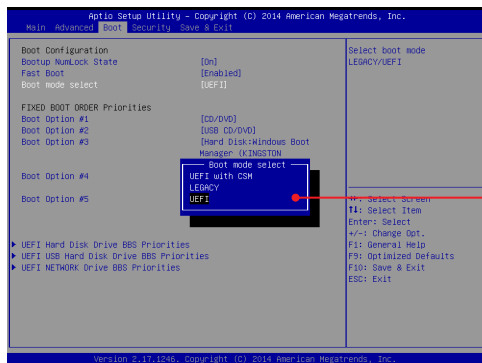 Aptio Setup Utility – Copyright (C) 2014 American Megatrends, Inc.
Main Advanced Boot Security Save & Exit
Boot Configuration
Bootup NumLock State [On]
Fast Boot [Enabled]
Boot mode select [UEFI]
FIXED BOOT ORDER Priorities
Boot Option #1 [CD/DVD]
Boot Option #2 [USB CD/DVD]
Boot Option #3 [Hard Disk:Windows Boot
Manager (KINGSTON
Boot mode select
UEFI with CSM
LEGACY
UEFI
Boot Option #4
Boot Option #5
UEFI Hard Disk Drive BBS Priorities
UEFI USB Hard Disk Drive BBS Priorities
UEFI NETWORK Drive BBS Priorities
Select boot mode
LEGACY/UEFI
↔: Select Screen
↑↓: Select Item
Enter: Select
+/-: Change Opt.
F1: General Help
F9: Optimized Defaults
F10: Save & Exit
ESC: Exit
Version 2.17.1246. Copyright (C) 2014 American Megatrends, Inc.